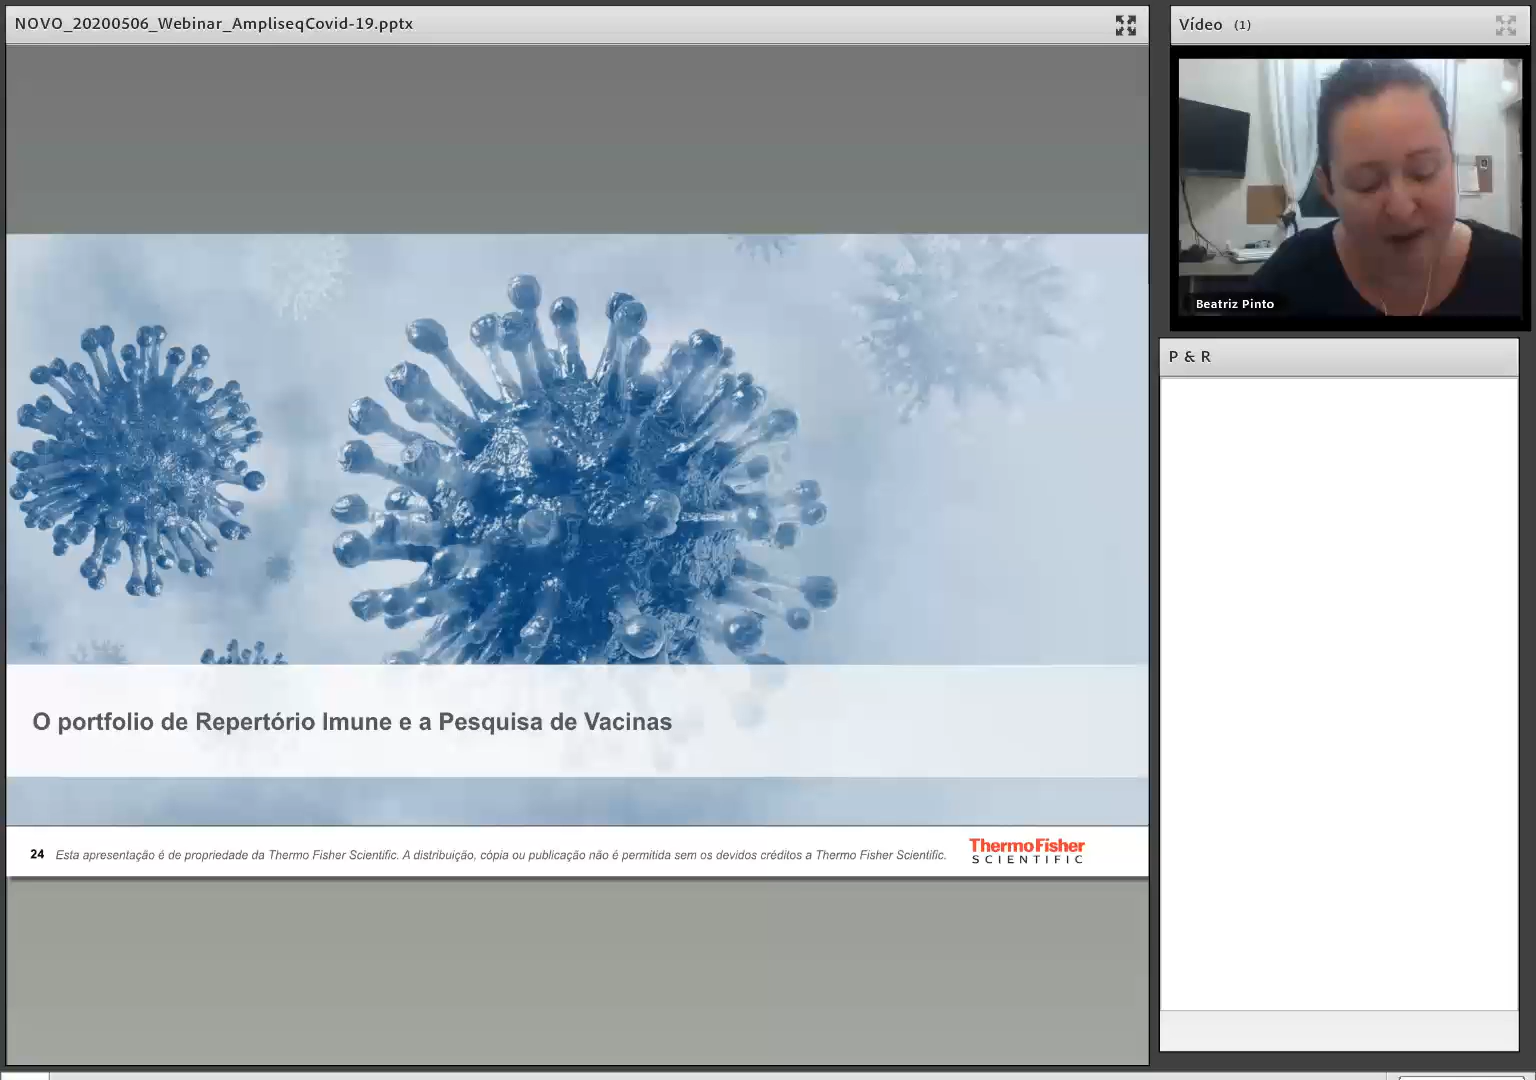 NOVO_20200506_Webinar_AmpliseqCovid-19.pptx
Vídeo (1)
Beatriz Pinto
P & R
O portfolio de Repertório Imune e a Pesquisa de Vacinas
24 Esta apresentação é de propriedade da Thermo Fisher Scientific. A distribuição, cópia ou publicação não é permitida sem os devidos créditos a Thermo Fisher Scientific.
ThermoFisher
SCIENTIFIC